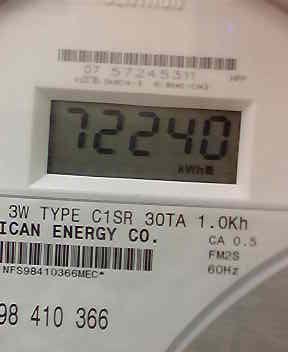 07 57245311
72240
kWh
3W TYPE C1SR 30TA 1.0Kh
ICAN ENERGY CO.
CA 0.5
FM2S
60Hz
NFS98410366MEC*
98 410 366